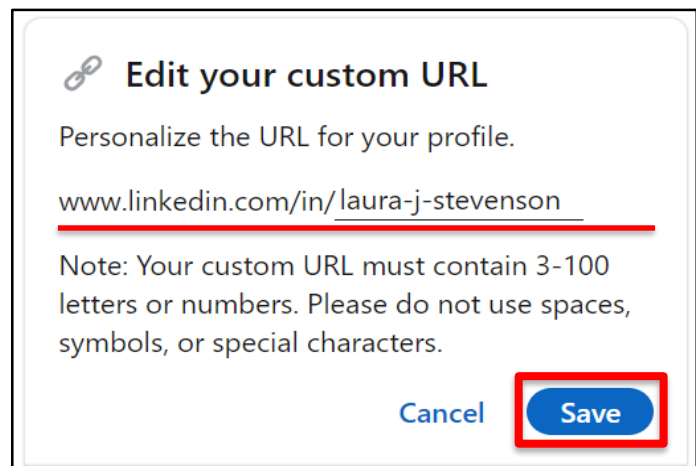 Edit your custom URL
Personalize the URL for your profile.
www.linkedin.com/in/laura-j-stevenson
Note: Your custom URL must contain 3-100
letters or numbers. Please do not use spaces,
symbols, or special characters.
Cancel Save